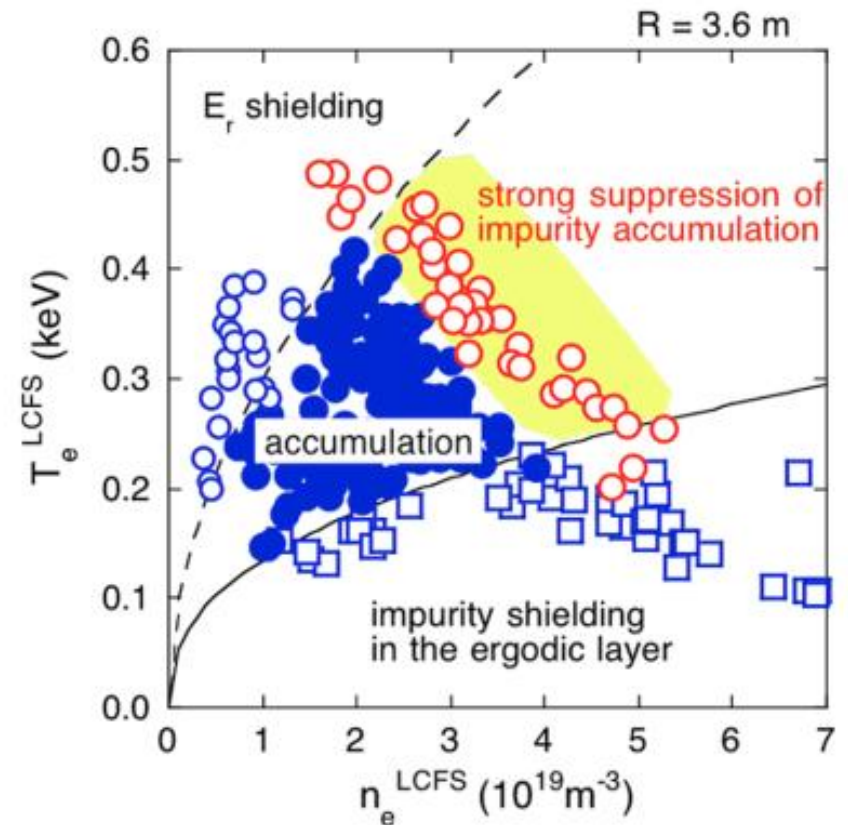 R = 3.6 m
0.6
E_r shielding
0.5
strong suppression of
impurity accumulation
0.4
0.3
accumulation
0.2
0.1
impurity shielding
in the ergodic layer
0.0
0 1 2 3 4 5 6 7
T_e^LCFS (keV)
n_e^LCFS (10^19 m^-3)